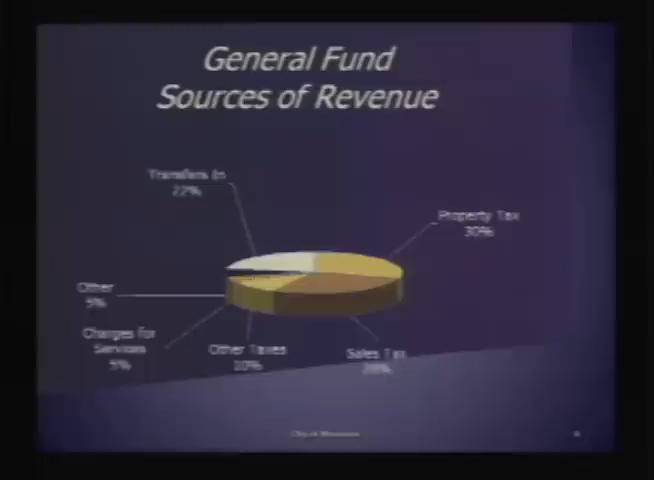 General Fund
Sources of Revenue
Transfers In
22%
Property Tax
30%
Other
5%
Charges for
Services
5%
Other Taxes
10%
Sales Tax
28%